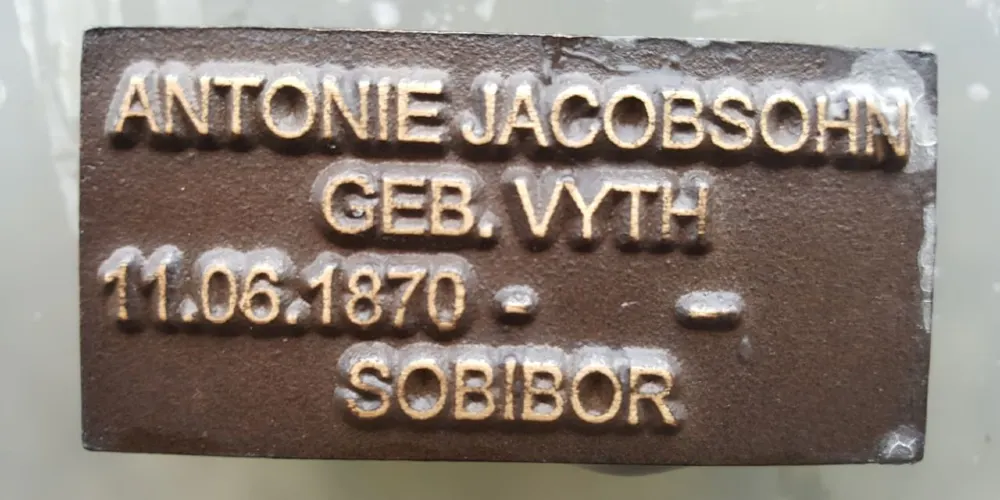 ANTONIE JACOBSOHN
GEB. VYTH
11.06.1870 - -
SOBIBOR